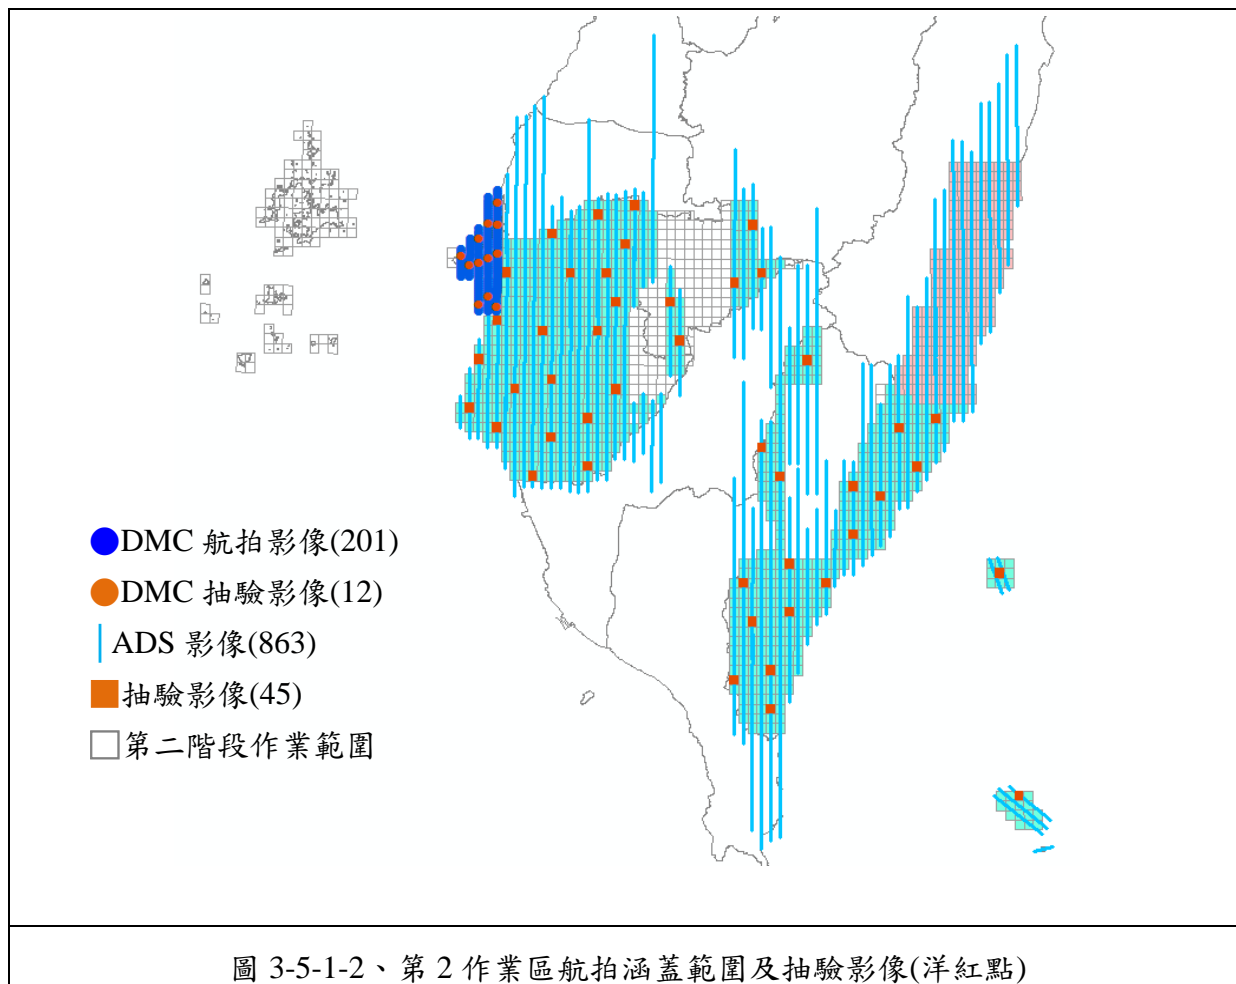 DMC 航拍影像(201)
DMC 抽驗影像(12)
ADS 影像(863)
抽驗影像(45)
第二階段作業範圍
圖 3-5-1-2、第 2 作業區航拍涵蓋範圍及抽驗影像(洋紅點)